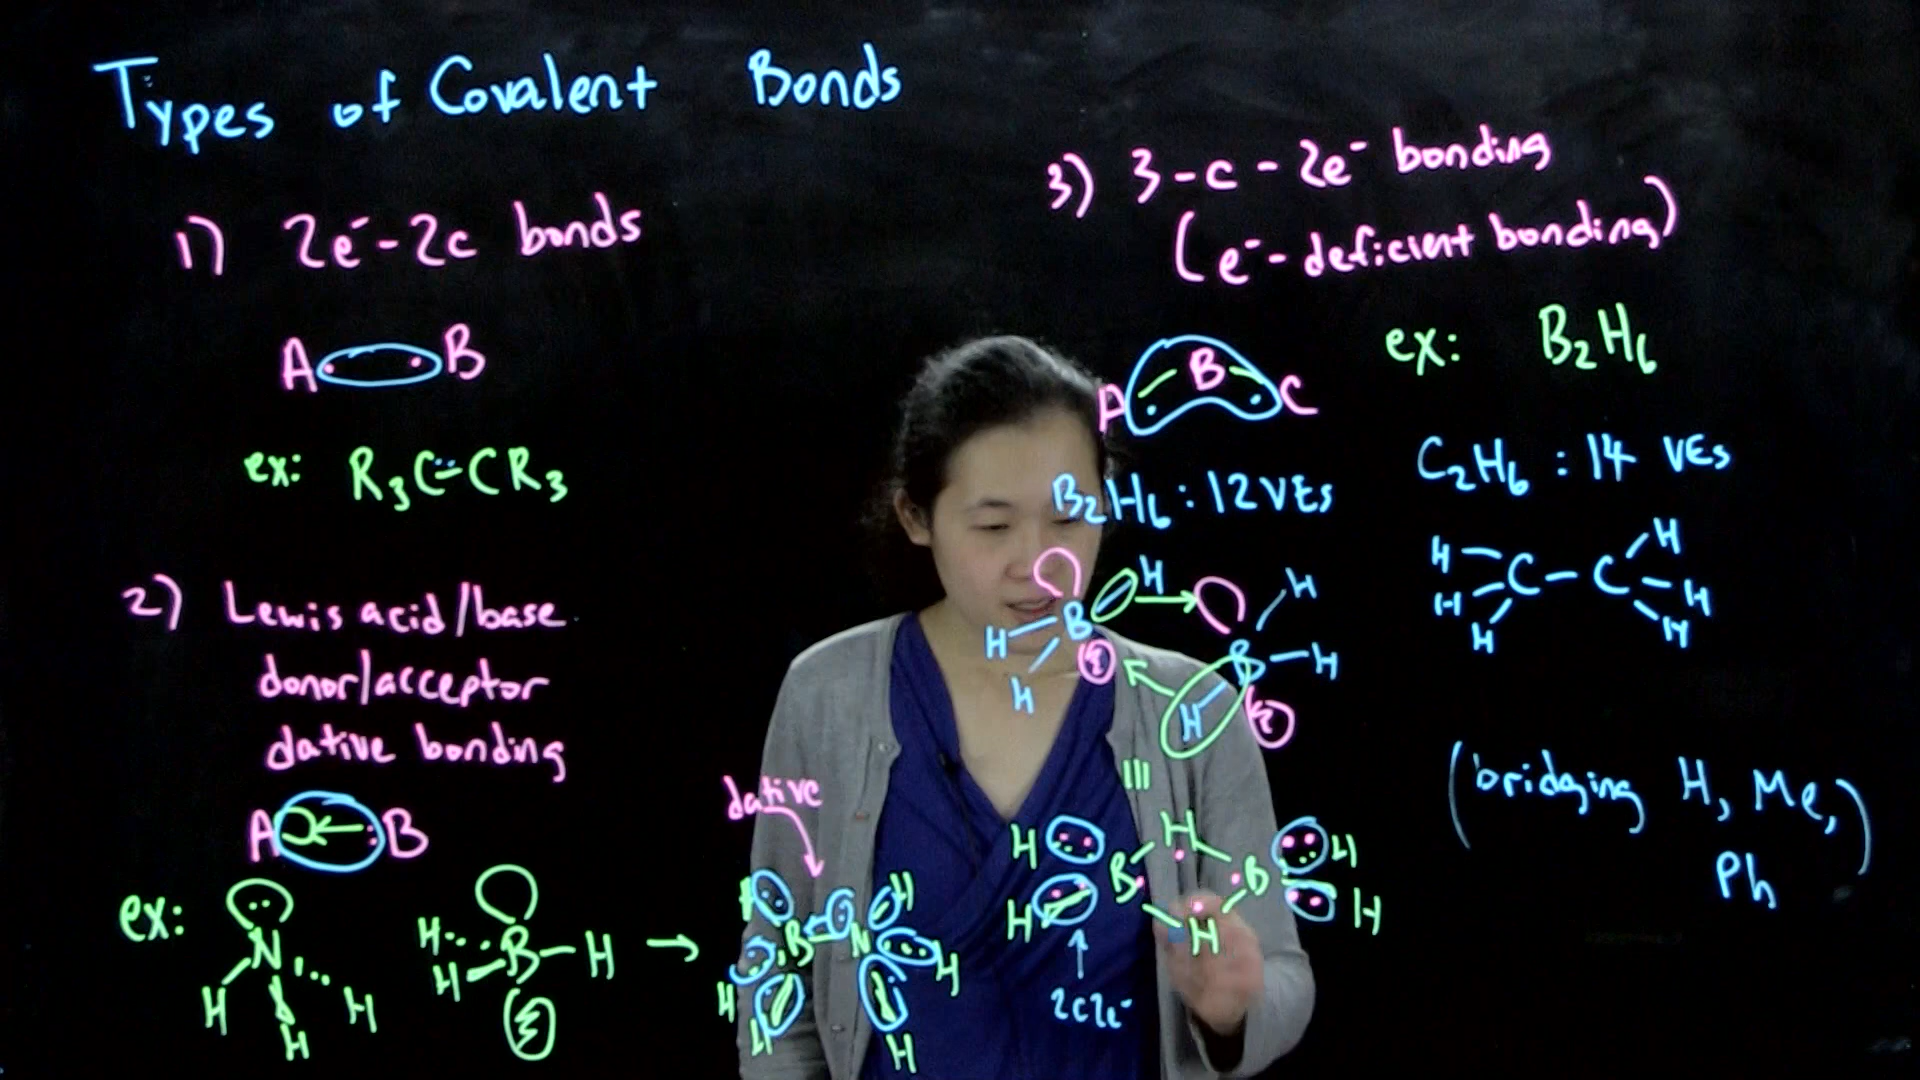 Types of Covalent Bonds
1) 2e⁻-2c bonds
A B
ex: R₃C-CR₃
2) Lewis acid/base
donor/acceptor
dative bonding
A B
ex:
N
H H H
H B H
H
→
dative
H B N H
H H
H H
3) 3-c-2e⁻ bonding
(e⁻-deficient bonding)
ex: B₂H₆
A B C
B₂H₆ : 12 VEs
C₂H₆ : 14 VEs
H H
H B B H
H H
H H
H C - C H
H H
III
H H H
B B
H H H
2c2e⁻
(bridging H, Me,
Ph)